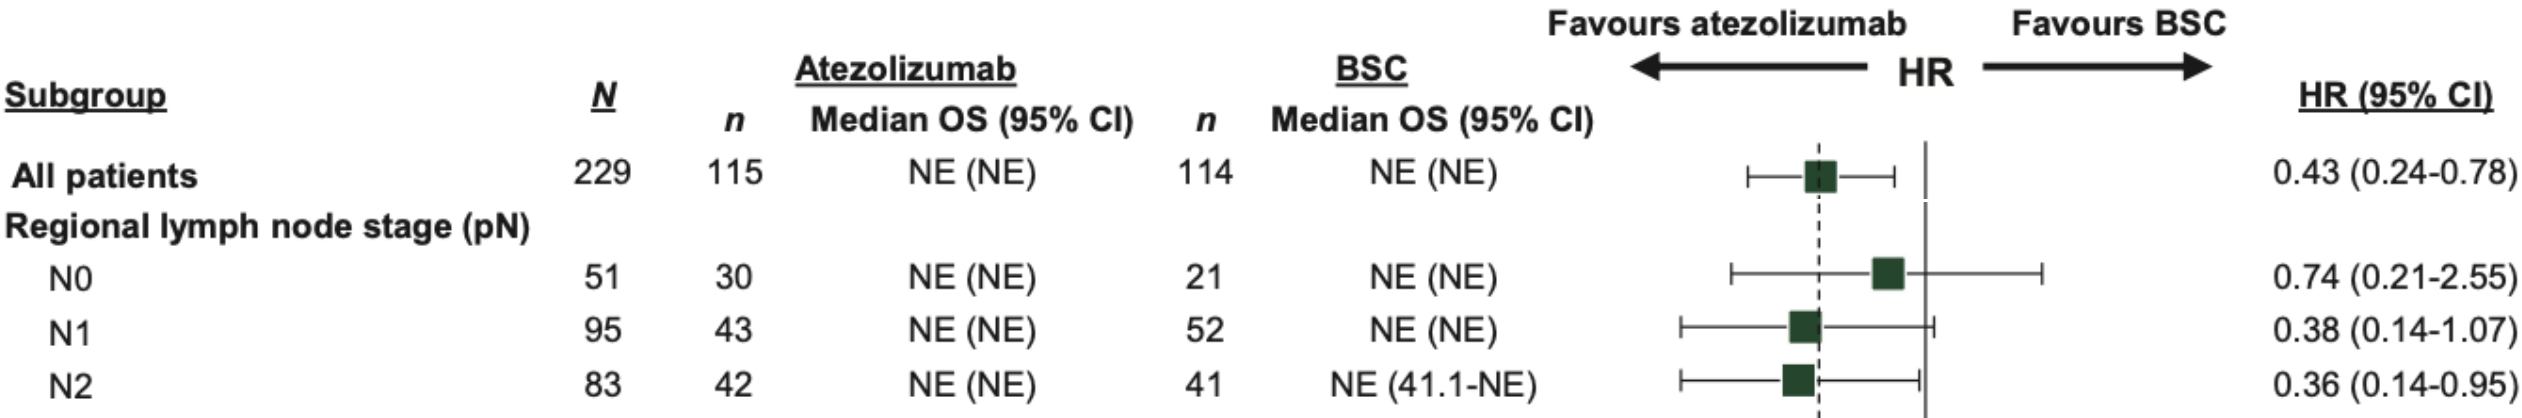 Favours atezolizumab Favours BSC
Atezolizumab BSC HR
Subgroup N HR (95% CI)
n Median OS (95% CI) n Median OS (95% CI)
All patients 229 115 NE (NE) 114 NE (NE) 0.43 (0.24-0.78)
Regional lymph node stage (pN)
N0 51 30 NE (NE) 21 NE (NE) 0.74 (0.21-2.55)
N1 95 43 NE (NE) 52 NE (NE) 0.38 (0.14-1.07)
N2 83 42 NE (NE) 41 NE (41.1-NE) 0.36 (0.14-0.95)